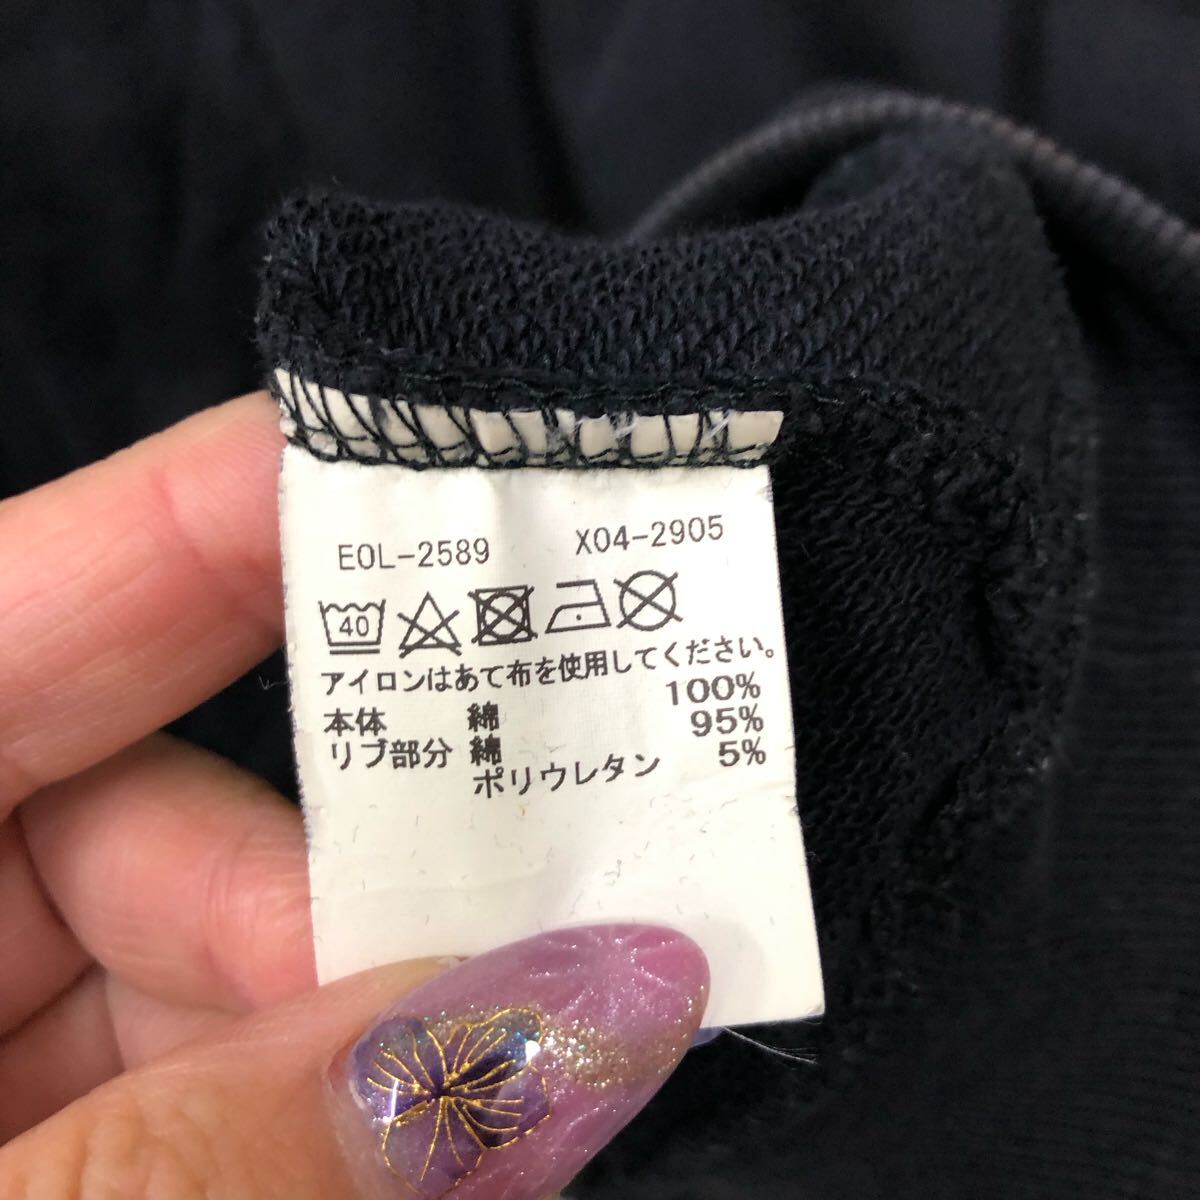 EOL-2589 X04-2905
40
アイロンはあて布を使用してください。
本体 綿 100%
リブ部分 綿 95%
ポリウレタン 5%